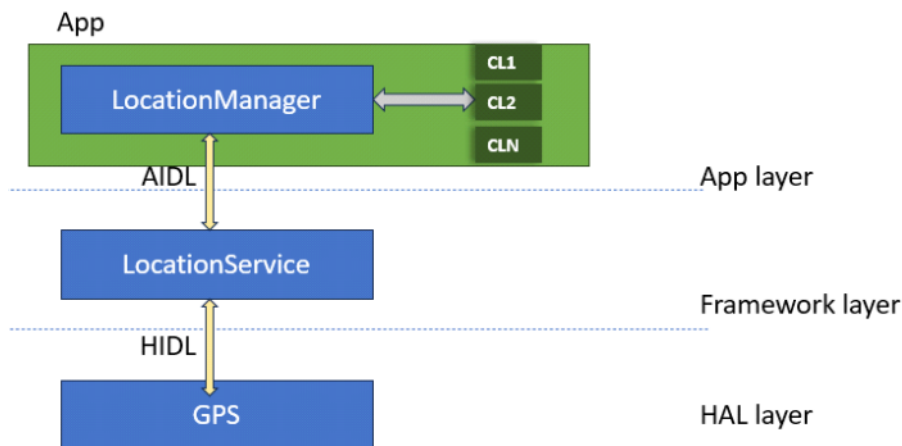 App
CL1
LocationManager
CL2
CLN
AIDL
App layer
LocationService
Framework layer
HIDL
GPS
HAL layer